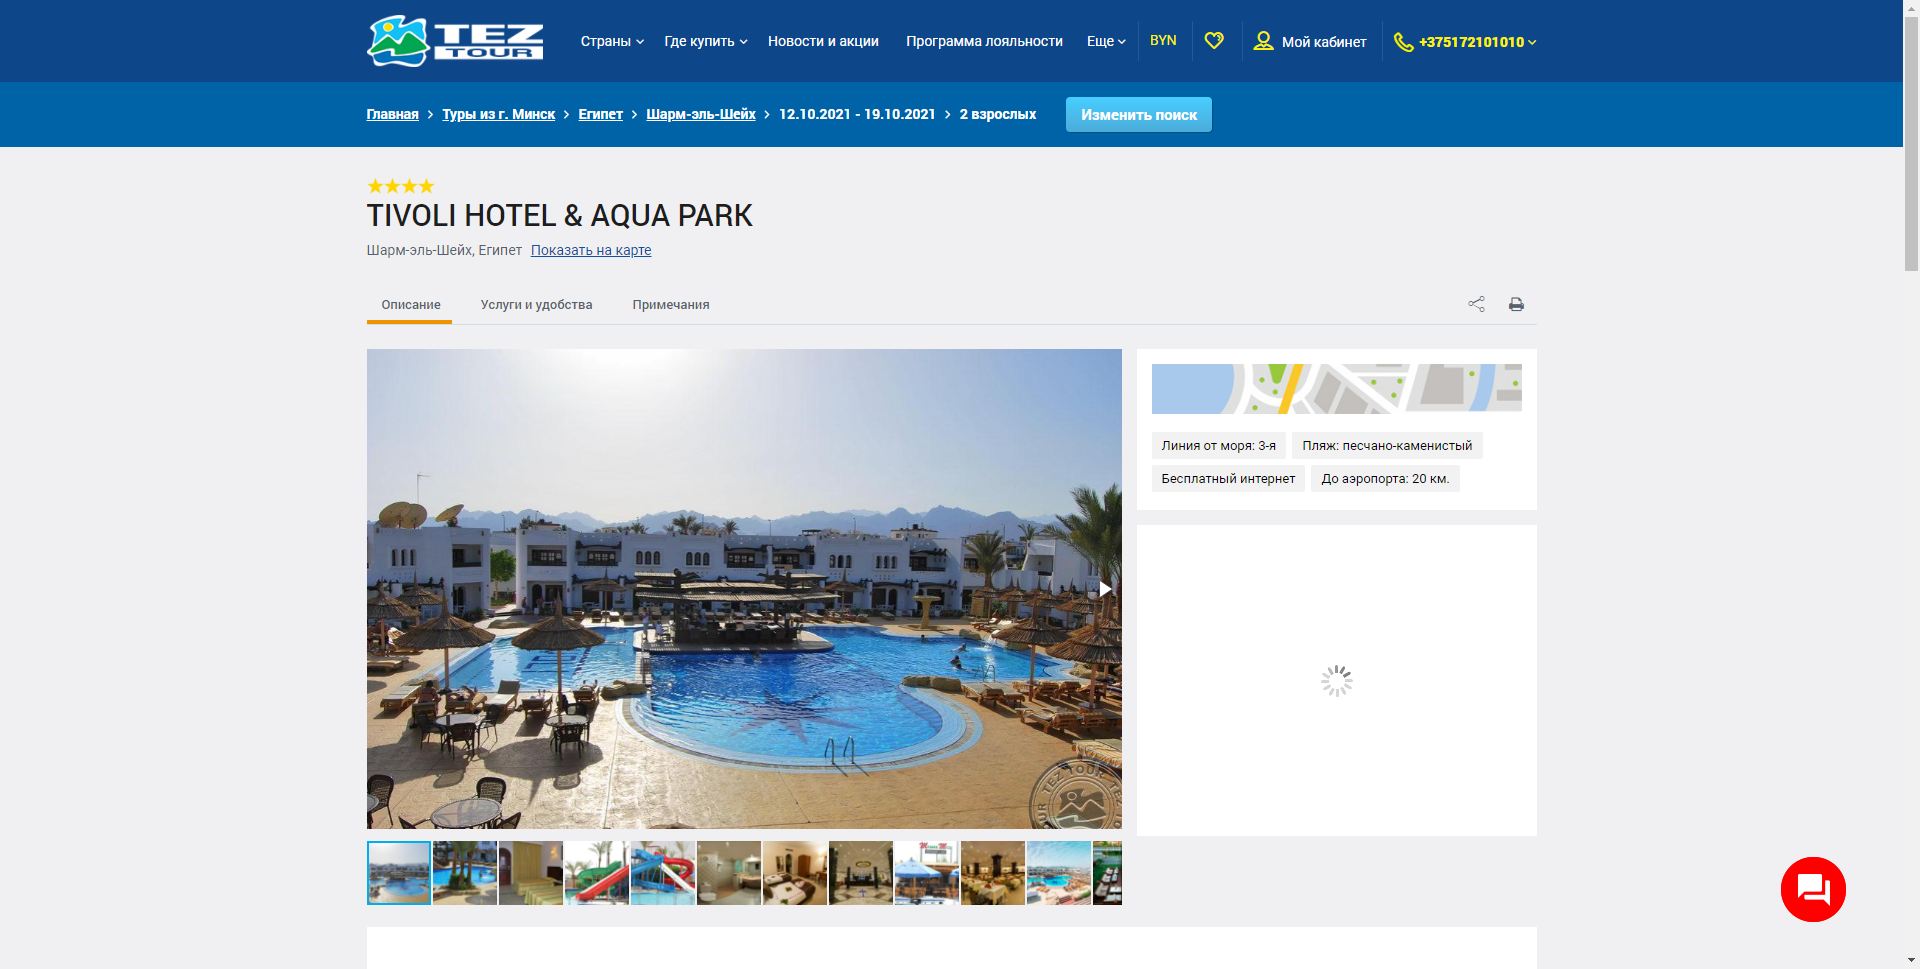 TEZ TOUR
Страны
Где купить
Новости и акции
Программа лояльности
Еще
BYN
Мой кабинет
+375172101010
Главная
Туры из г. Минск
Египет
Шарм-эль-Шейх
12.10.2021 - 19.10.2021
2 взрослых
Изменить поиск
TIVOLI HOTEL & AQUA PARK
Шарм-эль-Шейх, Египет Показать на карте
Описание
Услуги и удобства
Примечания
Линия от моря: 3-я
Пляж: песчано-каменистый
Бесплатный интернет
До аэропорта: 20 км.
TEZ TOUR